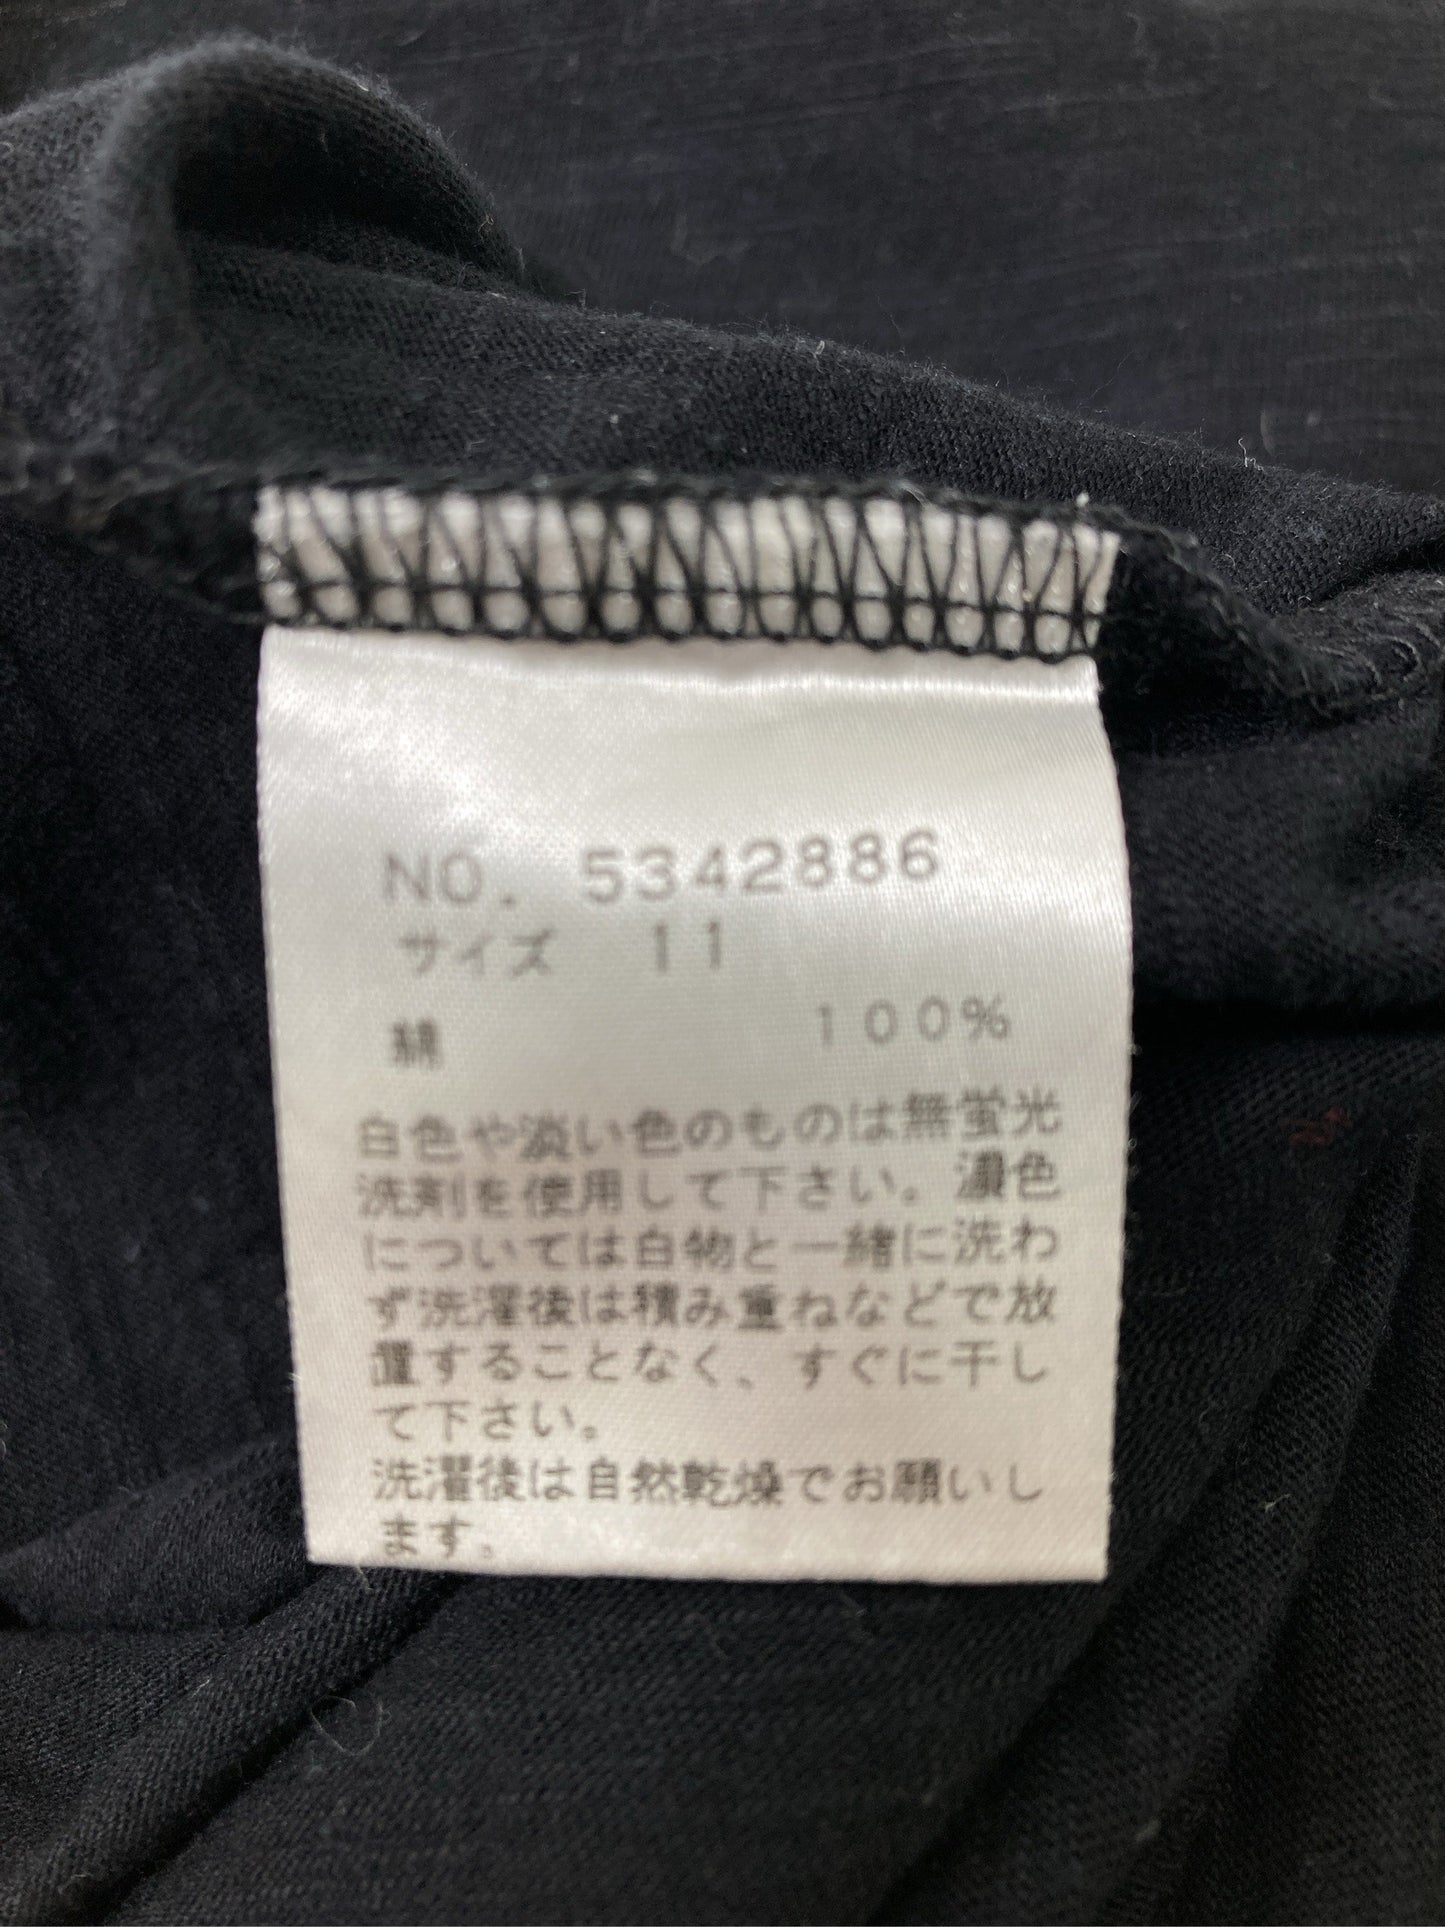 NO. 5342886
サイズ 11
綿 100%
白色や淡い色のものは無蛍光
洗剤を使用して下さい。濃色
については白物と一緒に洗わ
ず洗濯後は積み重ねなどで放
置することなく、すぐに干し
て下さい。
洗濯後は自然乾燥でお願いし
ます。